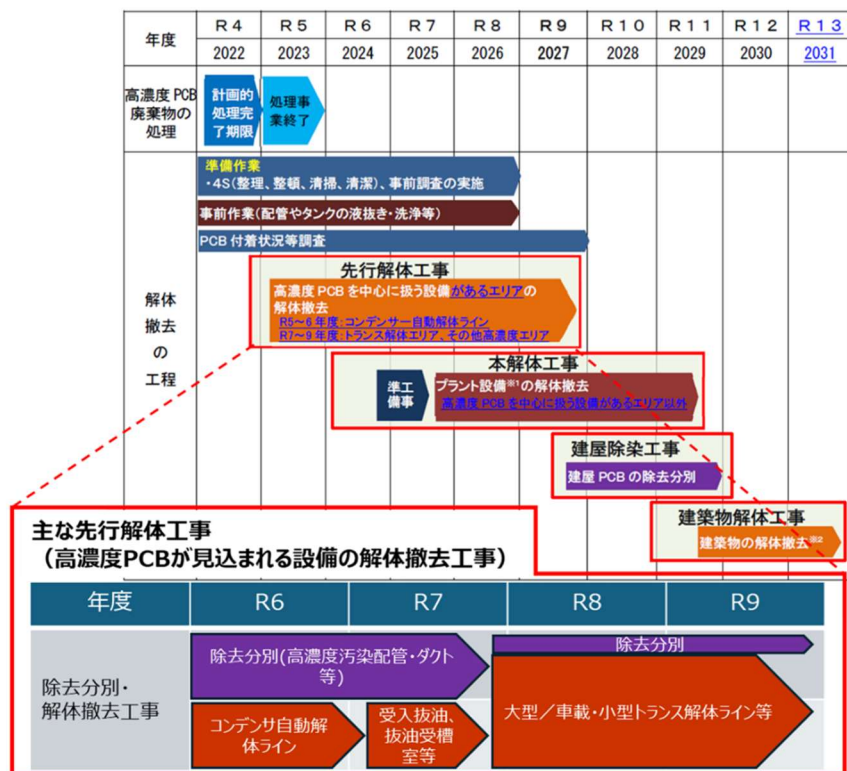 年度
R4 R5 R6 R7 R8 R9 R10 R11 R12 R13
2022 2023 2024 2025 2026 2027 2028 2029 2030 2031
高濃度PCB
廃棄物の
処理
計画的
処理完
了期限
処理事
業終了
解体
撤去
の
工程
準備作業
・4S(整理、整頓、清掃、清潔)、事前調査の実施
事前作業(配管やタンクの液抜き・洗浄等)
PCB付着状況等調査
先行解体工事
高濃度PCBを中心に扱う設備があるエリアの
解体撤去
R5~6年度:コンデンサー自動解体ライン
R7~9年度:トランス解体エリア、その他高濃度エリア
本解体工事
準工
備事
プラント設備※1の解体撤去
高濃度PCBを中心に扱う設備があるエリア以外
建屋除染工事
建屋PCBの除去分別
建築物解体工事
建築物の解体撤去※2
主な先行解体工事
(高濃度PCBが見込まれる設備の解体撤去工事)
年度 R6 R7 R8 R9
除去分別・
解体撤去工事
除去分別(高濃度汚染配管・ダクト
等)
除去分別
コンデンサ自動解
体ライン
受入抜油、
抜油受槽
室等
大型/車載・小型トランス解体ライン等